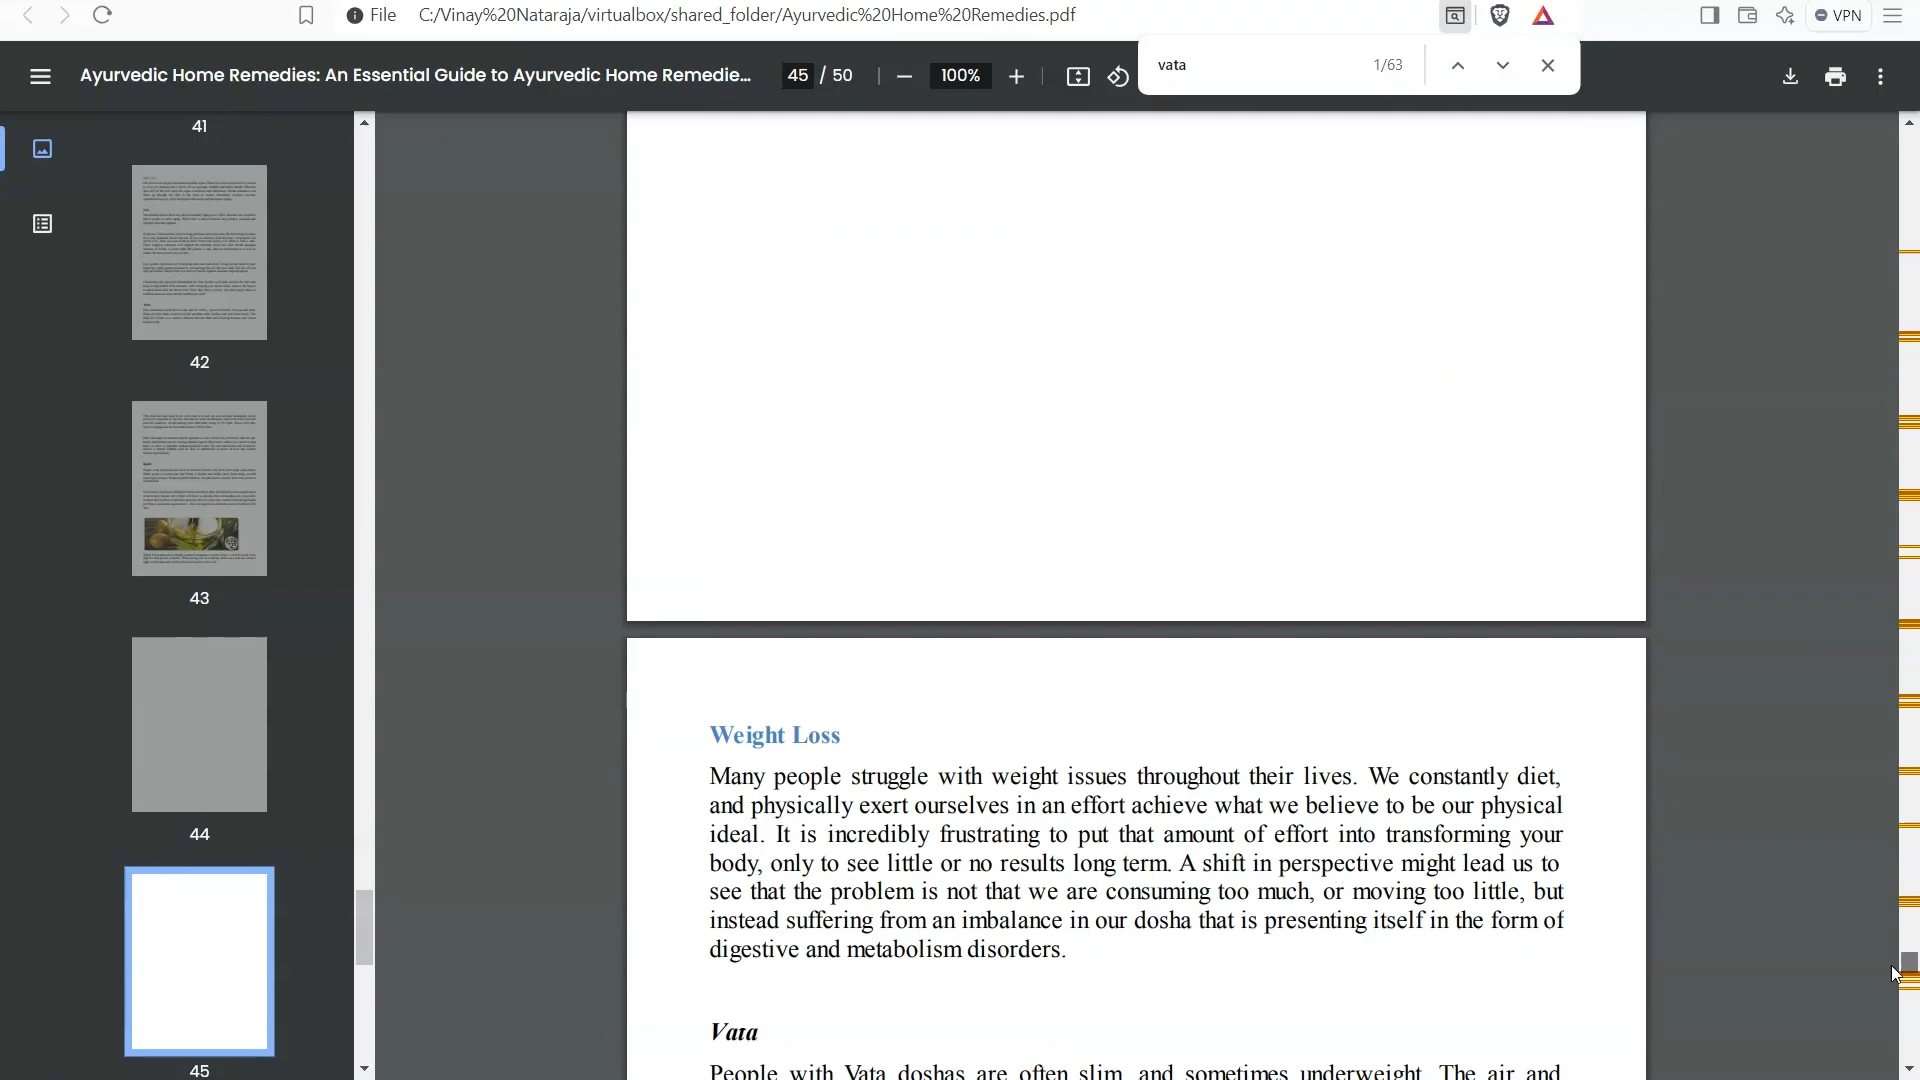 File
C:/Vinay%20Nataraja/virtualbox/shared_folder/Ayurvedic%20Home%20Remedies.pdf
VPN
Ayurvedic Home Remedies: An Essential Guide to Ayurvedic Home Remedie...
45 / 50
100%
vata
1/63
41
42
43
44
45
Weight Loss
Many people struggle with weight issues throughout their lives. We constantly diet,
and physically exert ourselves in an effort achieve what we believe to be our physical
ideal. It is incredibly frustrating to put that amount of effort into transforming your
body, only to see little or no results long term. A shift in perspective might lead us to
see that the problem is not that we are consuming too much, or moving too little, but
instead suffering from an imbalance in our dosha that is presenting itself in the form of
digestive and metabolism disorders.
Vata
People with Vata doshas are often slim, and sometimes underweight. The air and